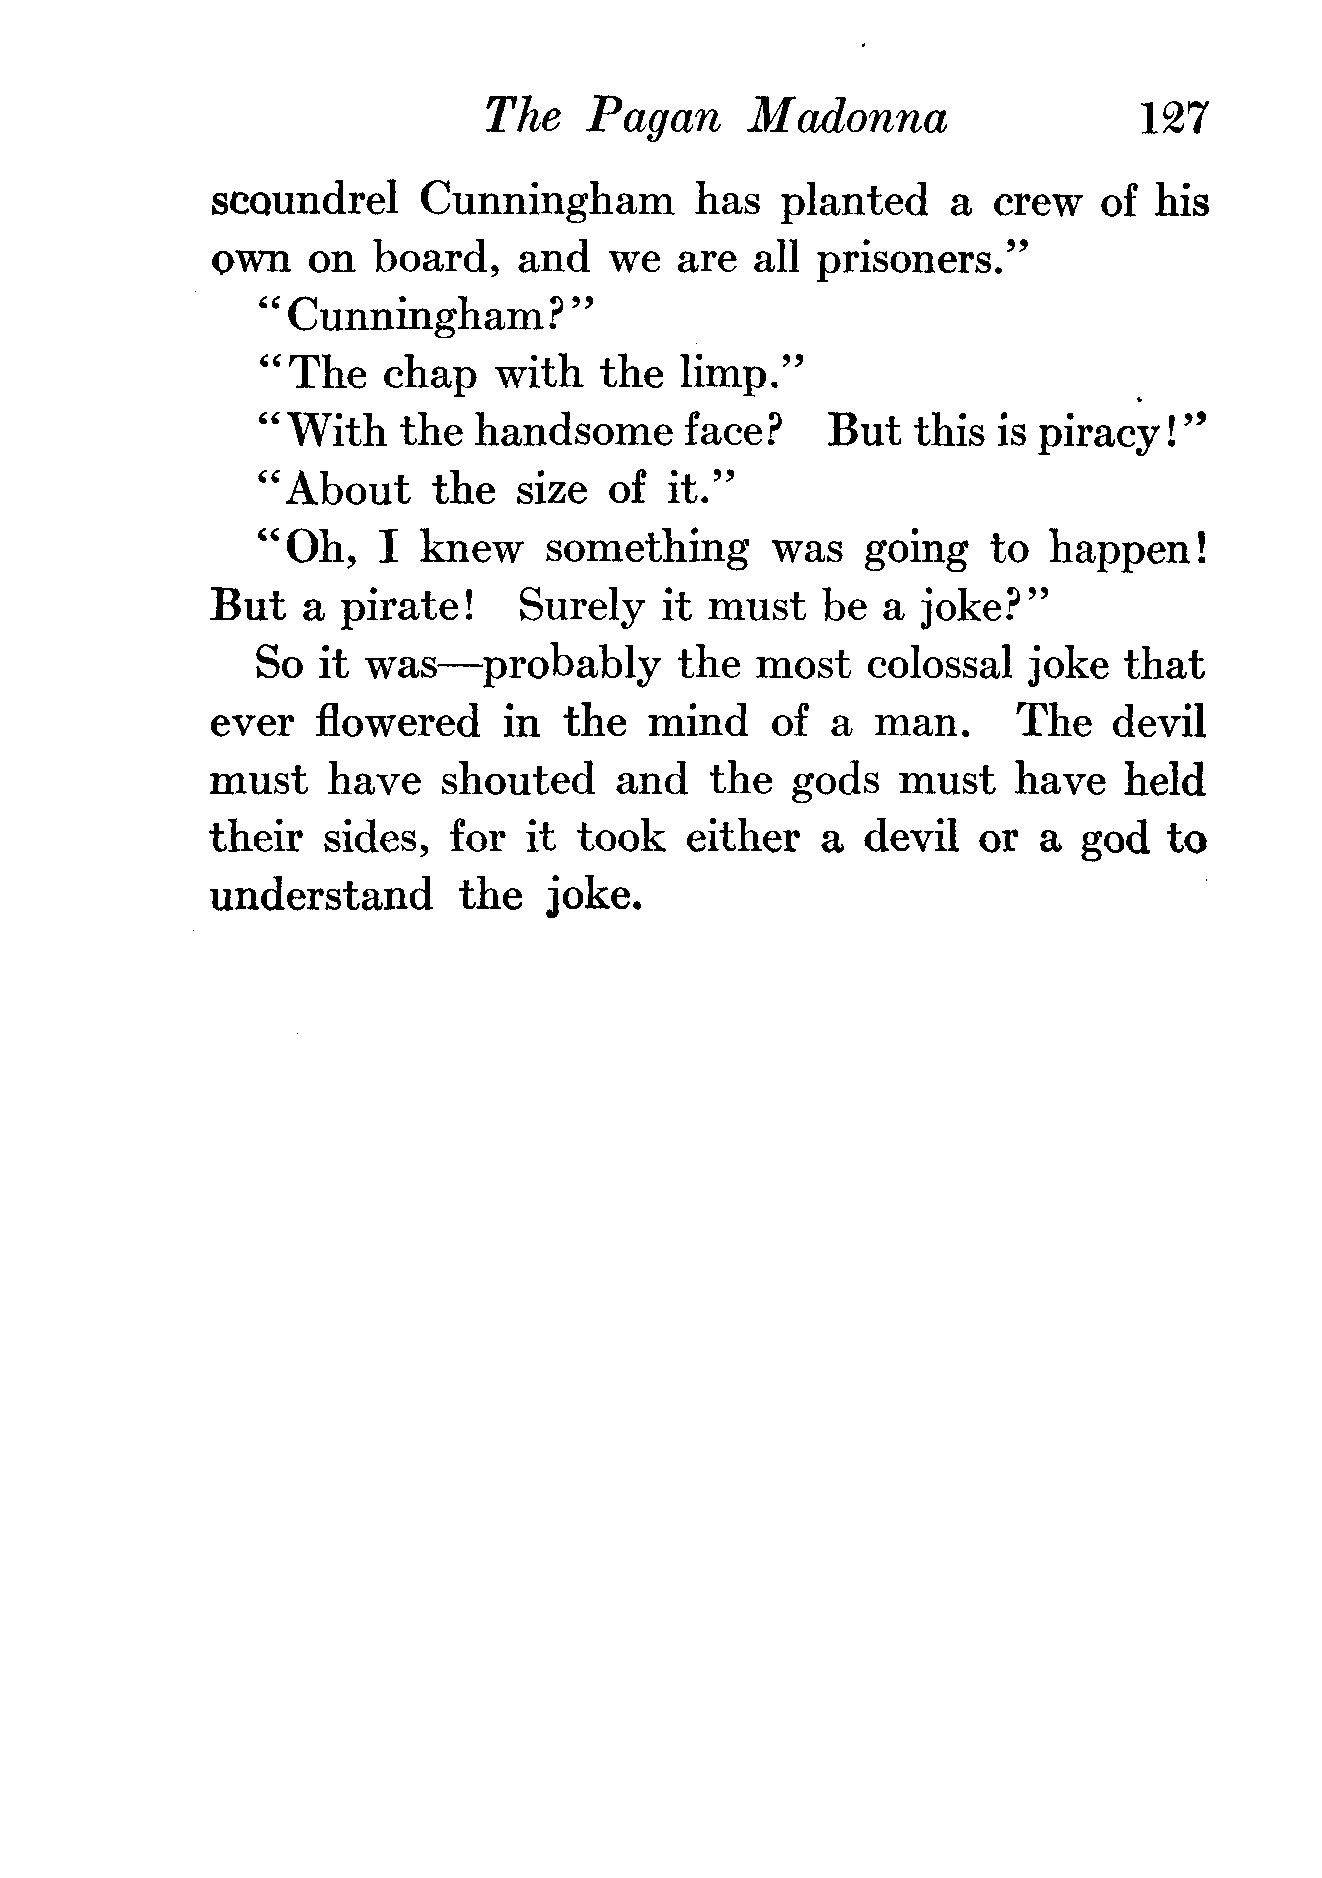 The Pagan Madonna 127
scoundrel Cunningham has planted a crew of his
own on board, and we are all prisoners.”
“Cunningham?”
“The chap with the limp.”
“With the handsome face? But this is piracy!”
“About the size of it.”
“Oh, I knew something was going to happen!
But a pirate! Surely it must be a joke?”
So it was—probably the most colossal joke that
ever flowered in the mind of a man. The devil
must have shouted and the gods must have held
their sides, for it took either a devil or a god to
understand the joke.